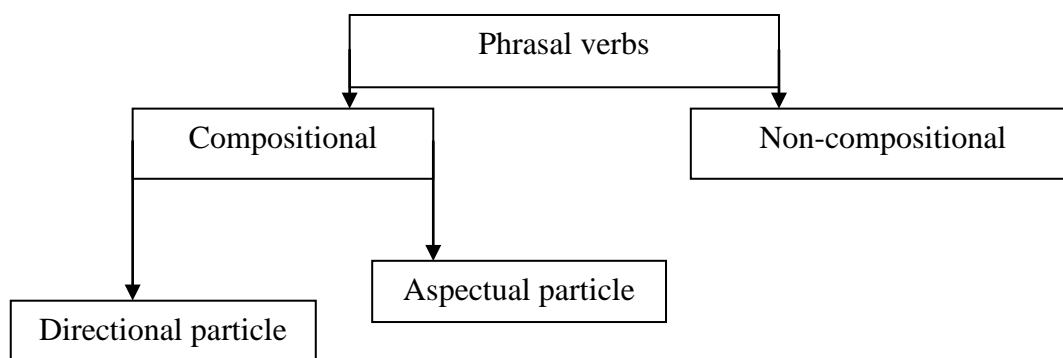 Phrasal verbs
Compositional
Non-compositional
Aspectual particle
Directional particle